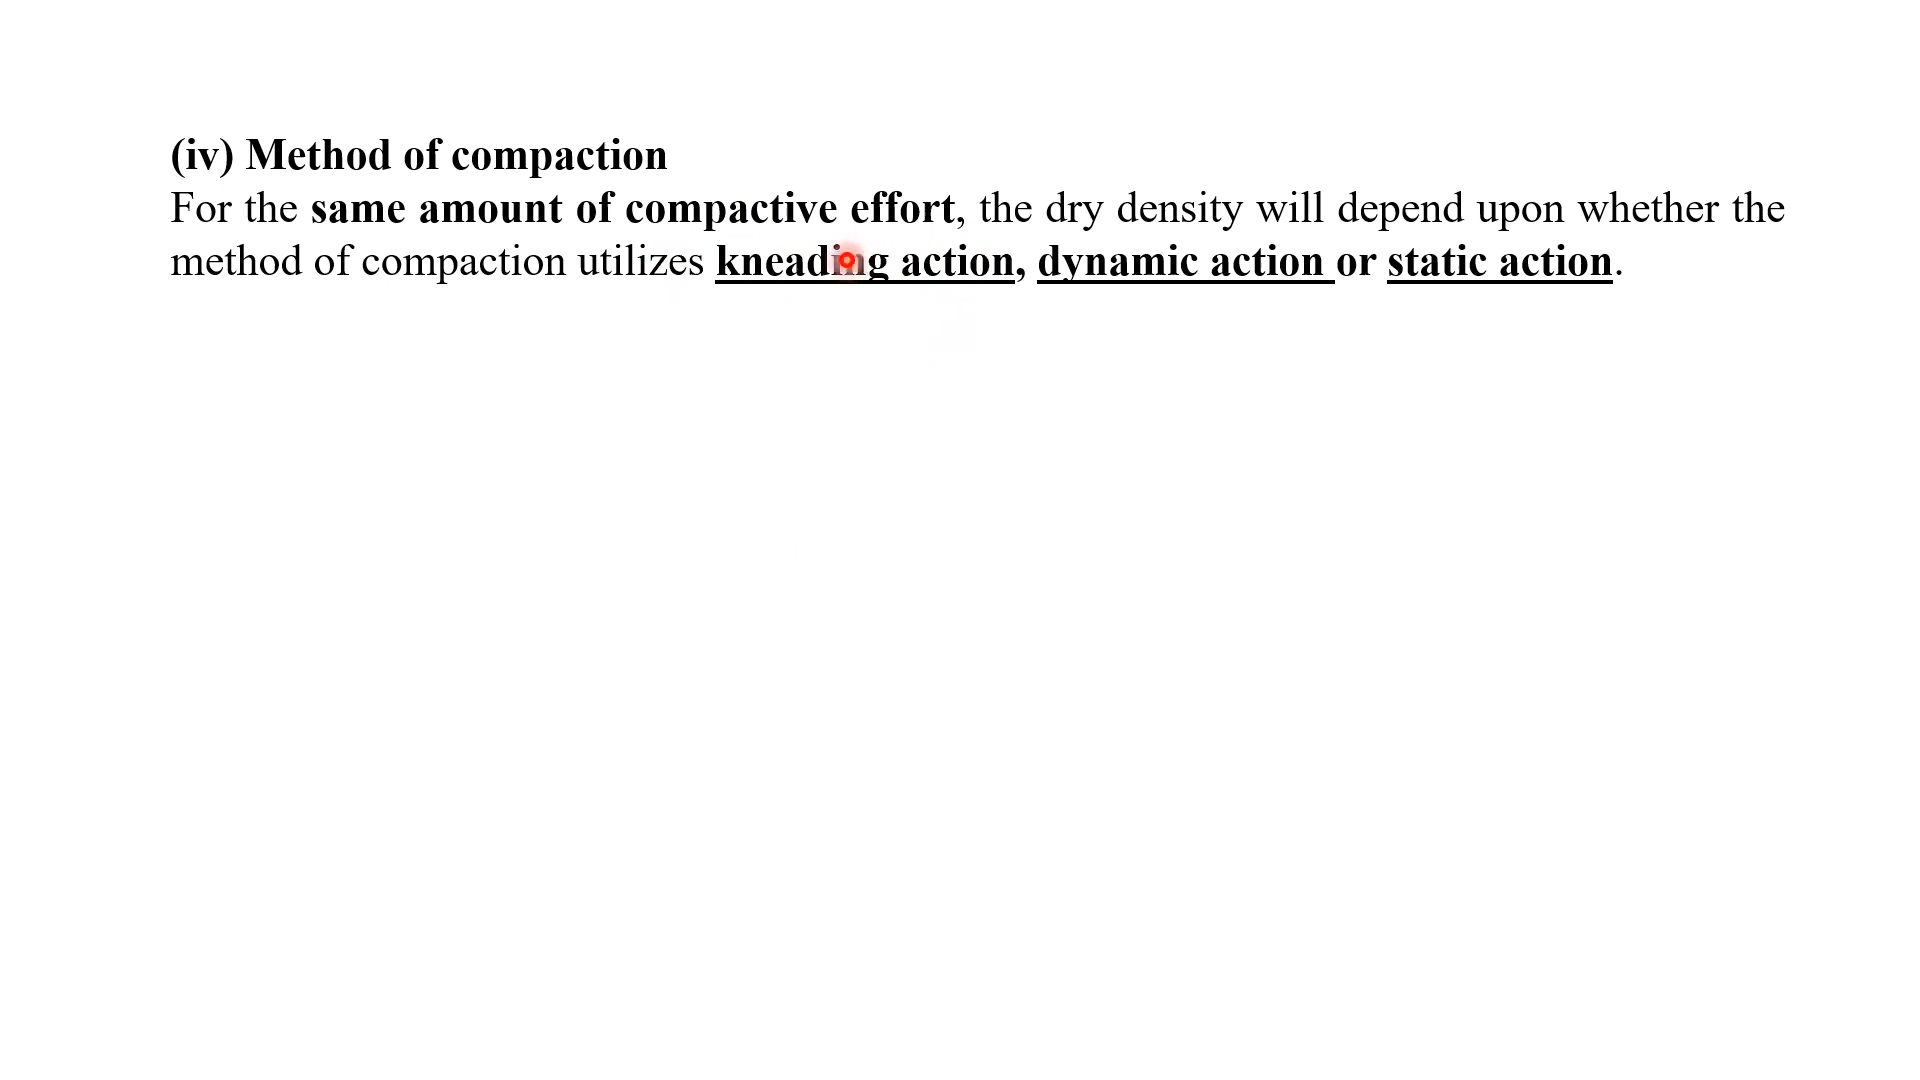 (iv) Method of compaction
For the same amount of compactive effort, the dry density will depend upon whether the
method of compaction utilizes kneading action, dynamic action or static action.